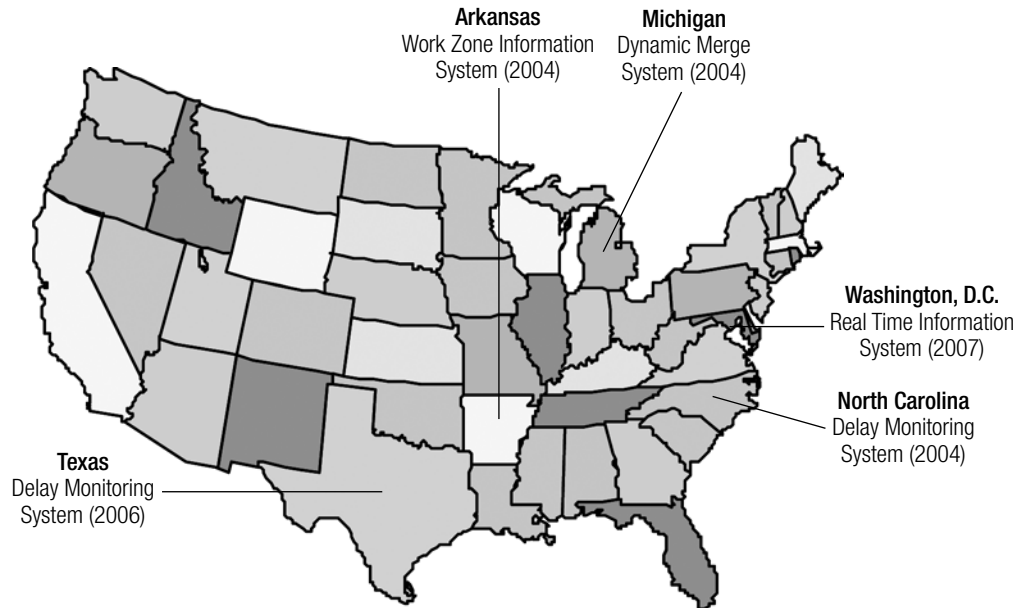 Arkansas
Work Zone Information
System (2004)
Michigan
Dynamic Merge
System (2004)
Washington, D.C.
Real Time Information
System (2007)
North Carolina
Delay Monitoring
System (2004)
Texas
Delay Monitoring
System (2006)